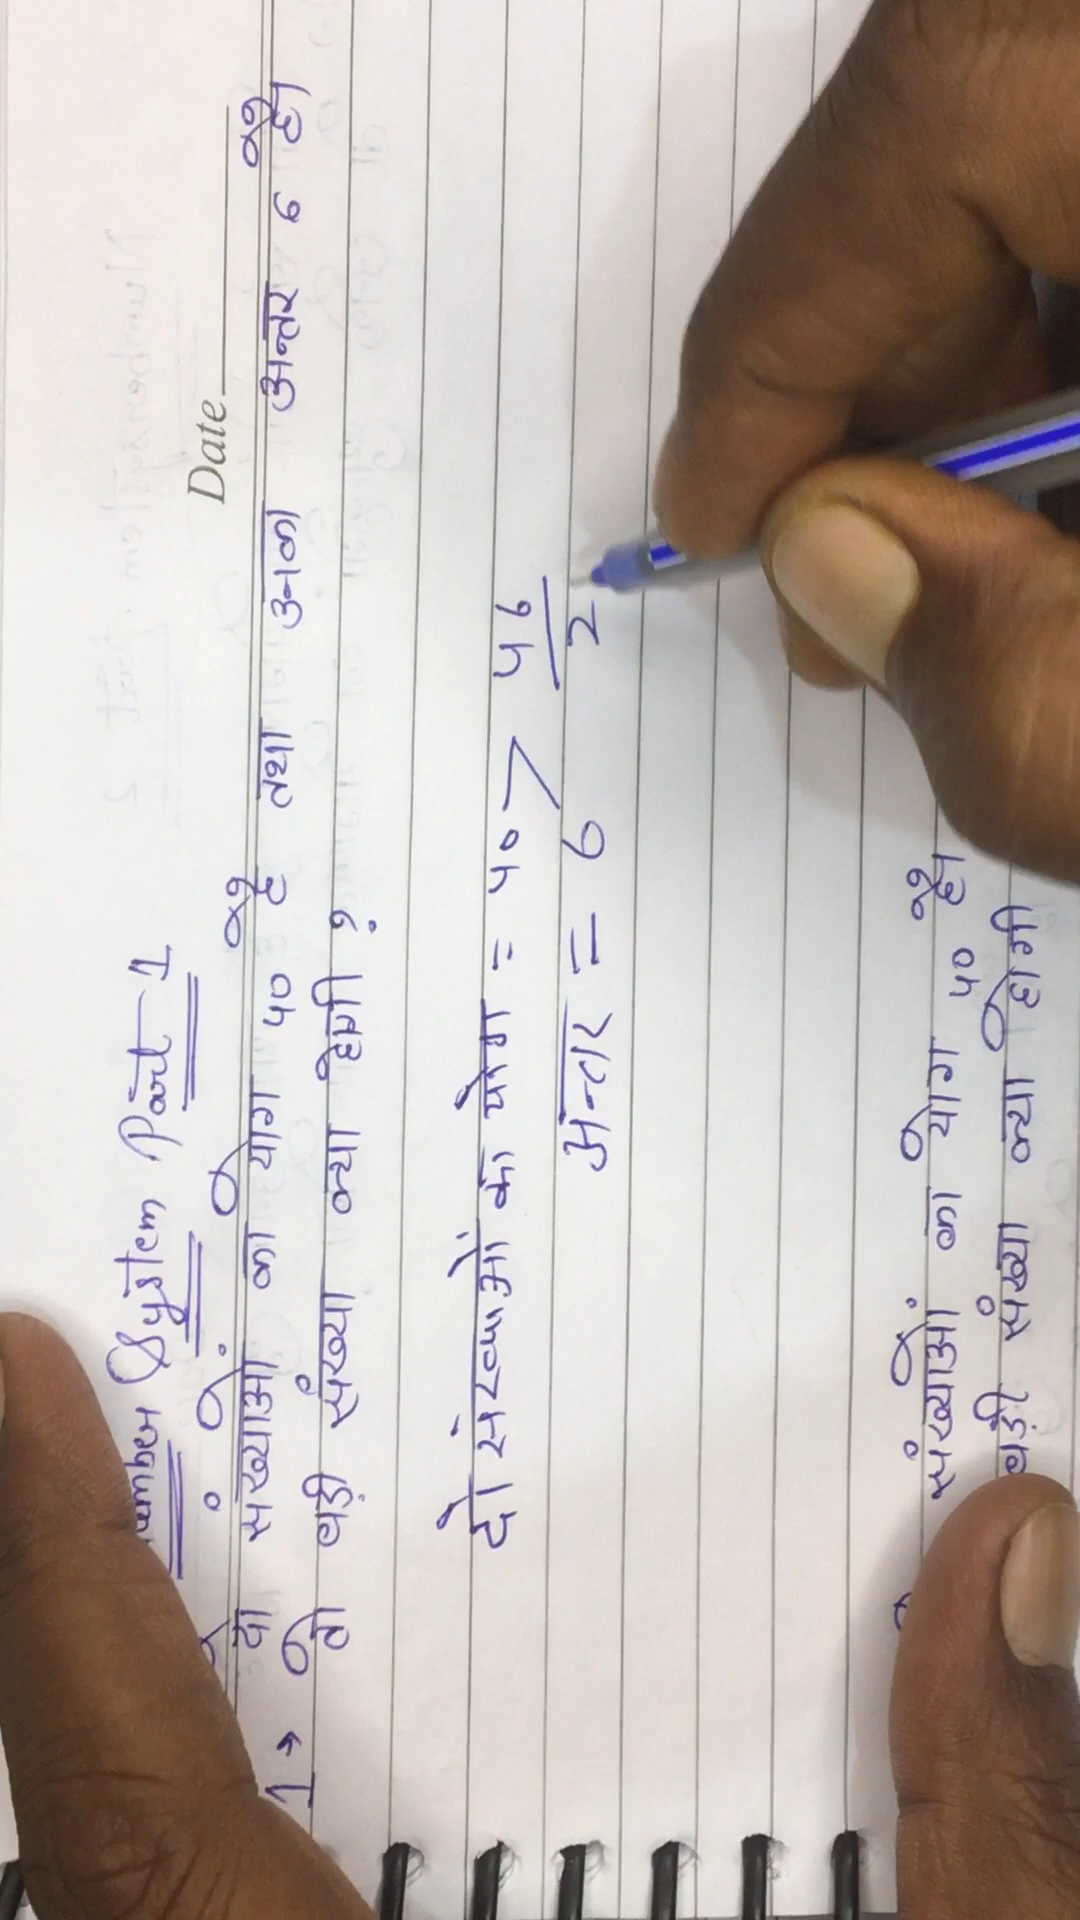 Date
Number System Part 1
1→ दो संख्याओं का योग 40 है तथा उनका अन्तर 6 है।
तो बड़ी संख्या क्या होगी ?
दो संख्याओं का योग = 40 > 46/2
अन्तर = 6
संख्याओं का योग 40 है।
बड़ी संख्या क्या होगी